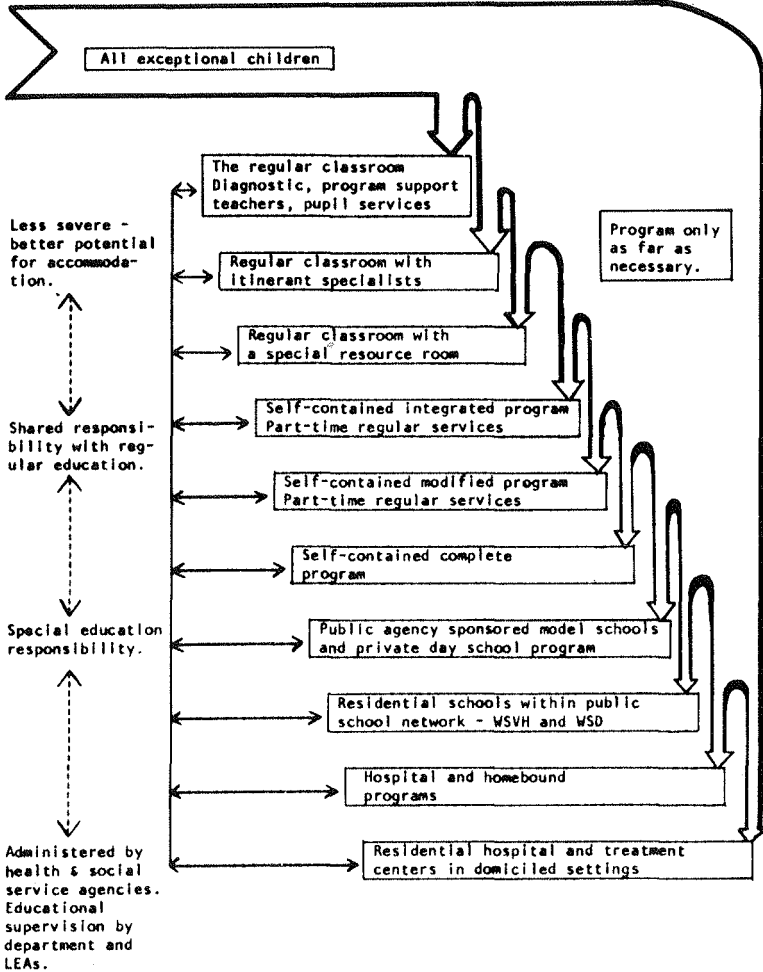 All exceptional children
The regular classroom
Diagnostic, program support
teachers, pupil services
Less severe -
better potential
for accommoda-
tion.
Program only
as far as
necessary.
Regular classroom with
itinerant specialists
Regular classroom with
a special resource room
Self-contained integrated program
Part-time regular services
Shared responsi-
bility with reg-
ular education.
Self-contained modified program
Part-time regular services
Self-contained complete
program
Special education
responsibility.
Public agency sponsored model schools
and private day school program
Residential schools within public
school network - WSVH and WSD
Hospital and homebound
programs
Residential hospital and treatment
centers in domiciled settings
Administered by
health & social
service agencies.
Educational
supervision by
department and
LEAs.